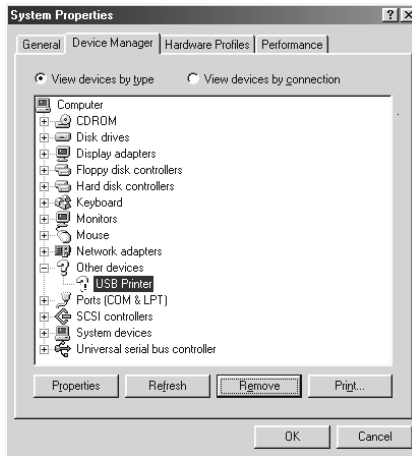 System Properties
General Device Manager Hardware Profiles Performance
View devices by type View devices by connection
Computer
CDROM
Disk drives
Display adapters
Floppy disk controllers
Hard disk controllers
Keyboard
Monitors
Mouse
Network adapters
Other devices
USB Printer
Ports (COM & LPT)
SCSI controllers
System devices
Universal serial bus controller
Properties Refresh Remove Print...
OK Cancel